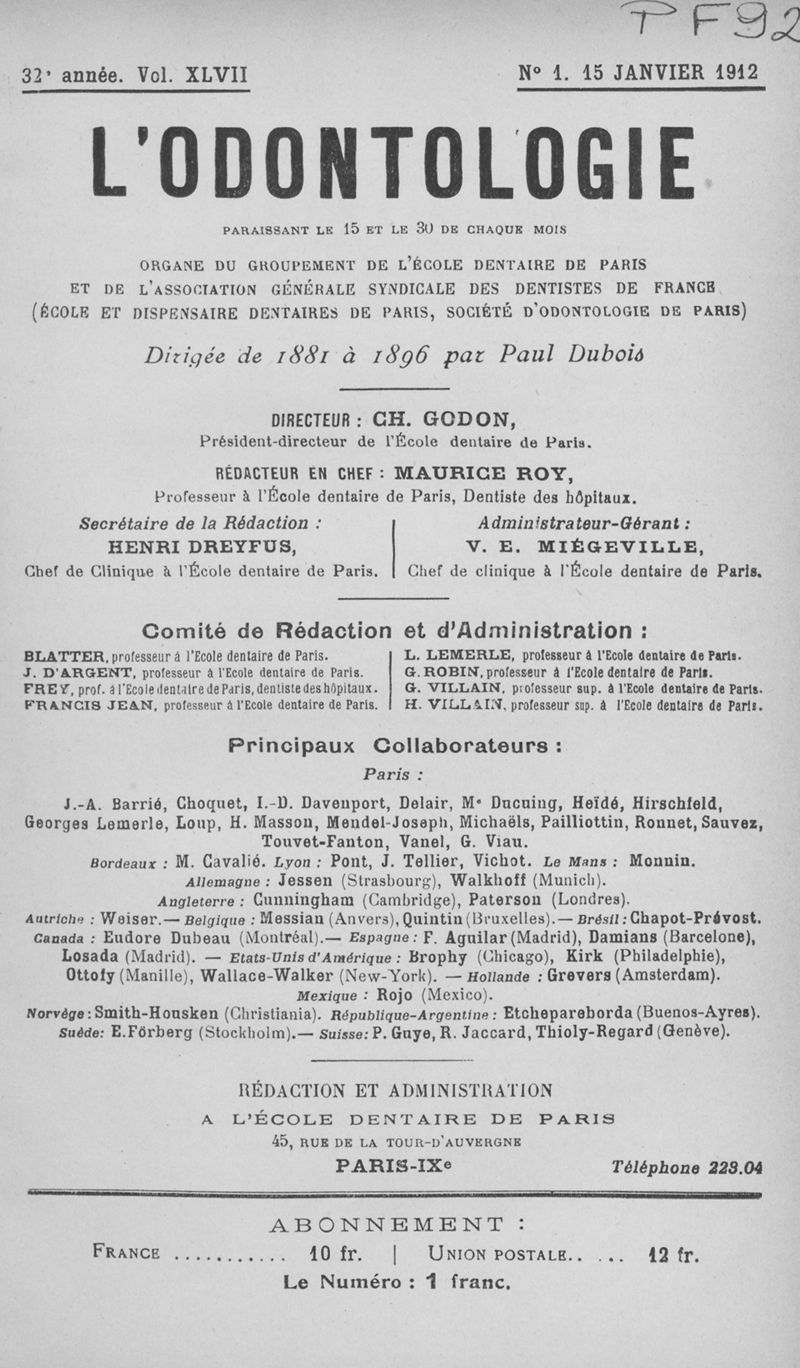 PF92
32e année. Vol. XLVII
No 1. 15 JANVIER 1912
L'ODONTOLOGIE
PARAISSANT LE 15 ET LE 30 DE CHAQUE MOIS
ORGANE DU GROUPEMENT DE L'ÉCOLE DENTAIRE DE PARIS
ET DE L'ASSOCIATION GÉNÉRALE SYNDICALE DES DENTISTES DE FRANCE
(ÉCOLE ET DISPENSAIRE DENTAIRES DE PARIS, SOCIÉTÉ D'ODONTOLOGIE DE PARIS)
Dirigée de 1881 à 1896 par Paul Dubois
DIRECTEUR : CH. GODON,
Président-directeur de l'École dentaire de Paris.
RÉDACTEUR EN CHEF : MAURICE ROY,
Professeur à l'École dentaire de Paris, Dentiste des hôpitaux.
Secrétaire de la Rédaction :
HENRI DREYFUS,
Chef de Clinique à l'École dentaire de Paris.
Administrateur-Gérant :
V. E. MIÉGEVILLE,
Chef de clinique à l'École dentaire de Paris.
Comité de Rédaction et d'Administration :
BLATTER, professeur à l'Ecole dentaire de Paris.
J. D'ARGENT, professeur à l'Ecole dentaire de Paris.
FREY, prof. à l'Ecole dentaire de Paris, dentiste des hôpitaux.
FRANCIS JEAN, professeur à l'Ecole dentaire de Paris.
L. LEMERLE, professeur à l'Ecole dentaire de Paris.
G. ROBIN, professeur à l'Ecole dentaire de Paris.
G. VILLAIN, professeur sup. à l'Ecole dentaire de Paris.
H. VILLAIN, professeur sup. à l'Ecole dentaire de Paris.
Principaux Collaborateurs :
Paris :
J.-A. Barrié, Choquet, I.-D. Davenport, Delair, Me Ducuing, Heïdé, Hirschfeld,
Georges Lemerle, Loup, H. Masson, Mendel-Joseph, Michaëls, Pailliottin, Ronnet, Sauvez,
Touvet-Fanton, Vanel, G. Viau.
Bordeaux : M. Cavalié. Lyon : Pont, J. Tellier, Vichot. Le Mans : Monnin.
Allemagne : Jessen (Strasbourg), Walkhoff (Munich).
Angleterre : Cunningham (Cambridge), Paterson (Londres).
Autriche : Weiser.— Belgique : Messian (Anvers), Quintin (Bruxelles).— Brésil : Chapot-Prévost.
Canada : Eudore Dubeau (Montréal).— Espagne : F. Aguilar (Madrid), Damians (Barcelone),
Losada (Madrid). — Etats-Unis d'Amérique : Brophy (Chicago), Kirk (Philadelphie),
Ottofy (Manille), Wallace-Walker (New-York). — Hollande : Grevers (Amsterdam).
Mexique : Rojo (Mexico).
Norvège : Smith-Housken (Christiania). République-Argentine : Etchepareborda (Buenos-Ayres).
Suède: E. Förberg (Stockholm).— Suisse: P. Guye, R. Jaccard, Thioly-Regard (Genève).
RÉDACTION ET ADMINISTRATION
A L'ÉCOLE DENTAIRE DE PARIS
45, RUE DE LA TOUR-D'AUVERGNE
PARIS-IXe
Téléphone 223.04
ABONNEMENT :
FRANCE ........... 10 fr. | UNION POSTALE.. ... 12 fr.
Le Numéro : 1 franc.